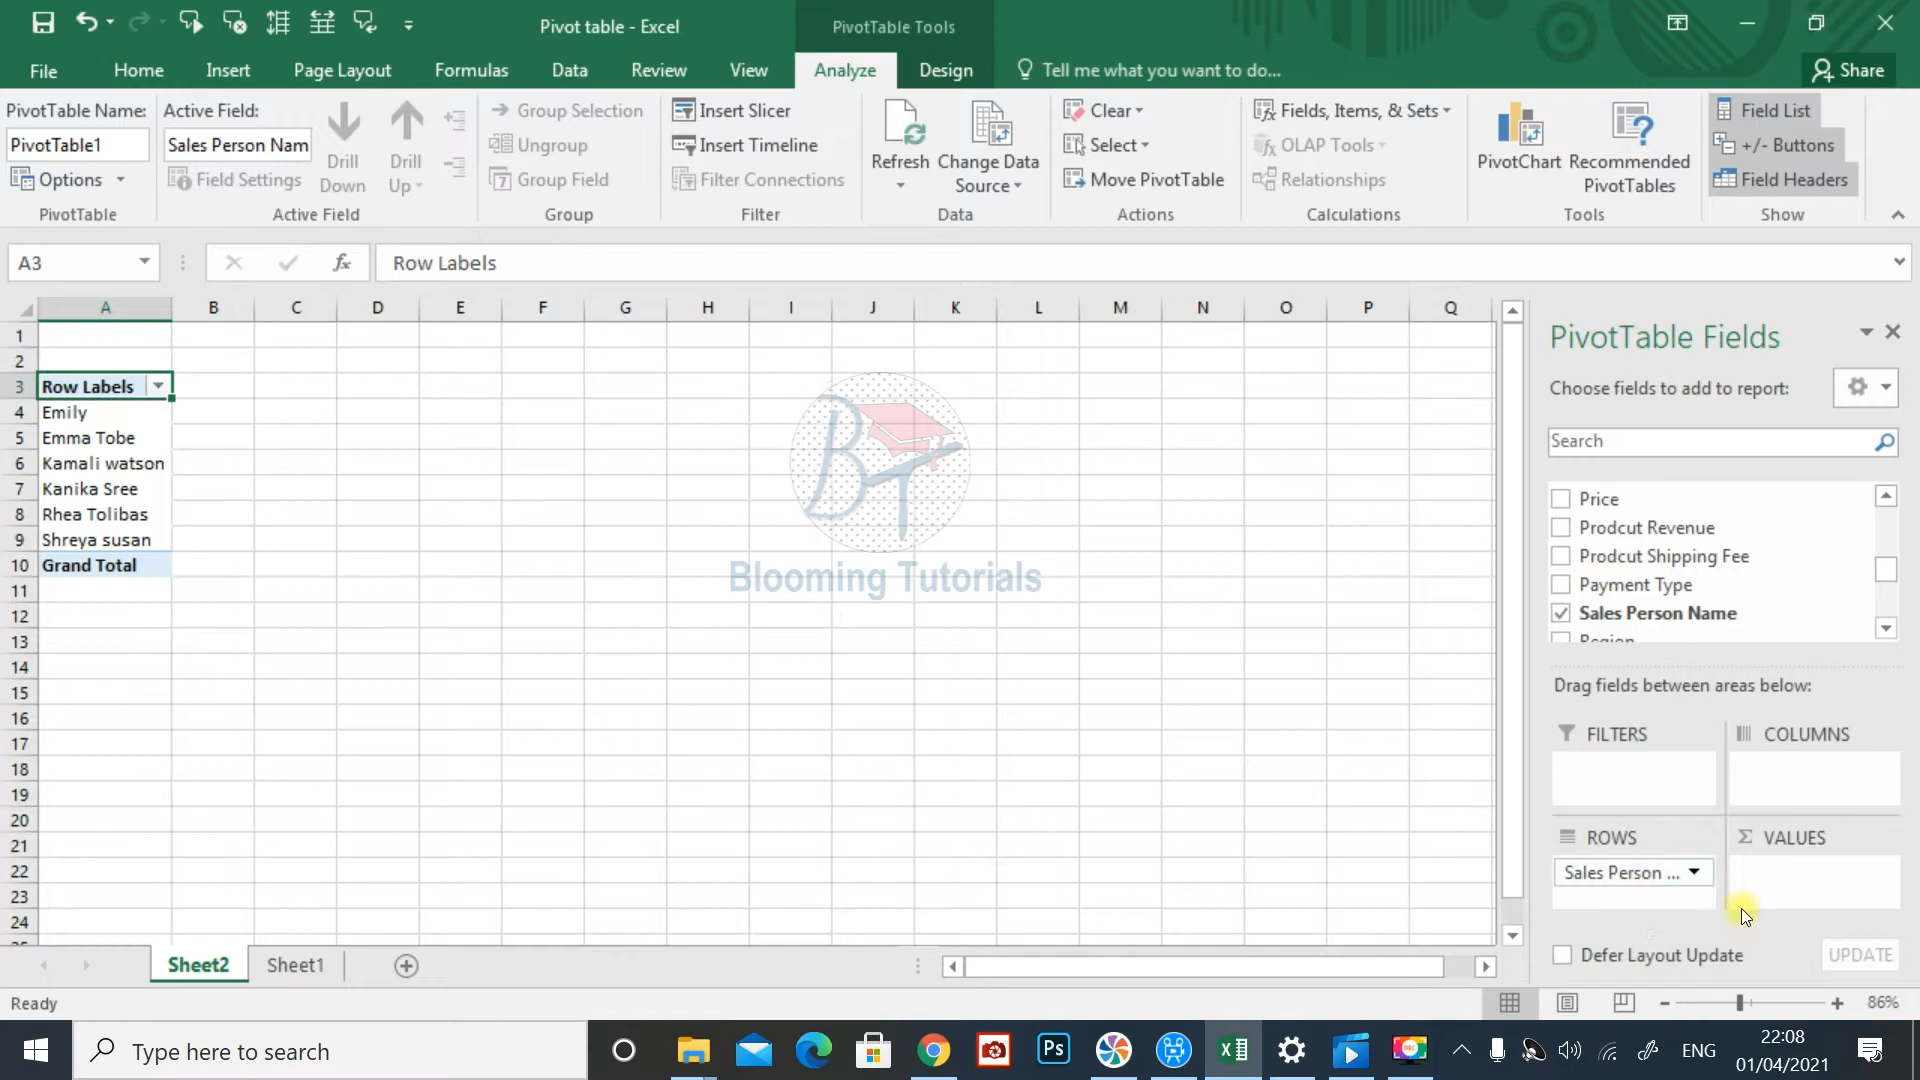 Pivot table - Excel
PivotTable Tools
File
Home
Insert
Page Layout
Formulas
Data
Review
View
Analyze
Design
Tell me what you want to do...
Share
PivotTable Name:
PivotTable1
Options
PivotTable
Active Field:
Sales Person Nam
Field Settings
Drill Down
Drill Up
Active Field
Group Selection
Ungroup
Group Field
Group
Insert Slicer
Insert Timeline
Filter Connections
Filter
Refresh
Change Data Source
Data
Clear
Select
Move PivotTable
Actions
Fields, Items, & Sets
OLAP Tools
Relationships
Calculations
PivotChart
Recommended PivotTables
Tools
Field List
+/- Buttons
Field Headers
Show
A3
fx
Row Labels
A B C D E F G H I J K L M N O P Q
1
2
3 Row Labels
4 Emily
5 Emma Tobe
6 Kamali watson
7 Kanika Sree
8 Rhea Tolibas
9 Shreya susan
10 Grand Total
11
12
13
14
15
16
17
18
19
20
21
22
23
24
BT
Blooming Tutorials
PivotTable Fields
Choose fields to add to report:
Search
Price
Prodcut Revenue
Prodcut Shipping Fee
Payment Type
Sales Person Name
Region
Drag fields between areas below:
FILTERS
COLUMNS
ROWS
Σ VALUES
Sales Person ...
Defer Layout Update
UPDATE
Sheet2
Sheet1
Ready
86%
Type here to search
Ps
ENG
22:08
01/04/2021